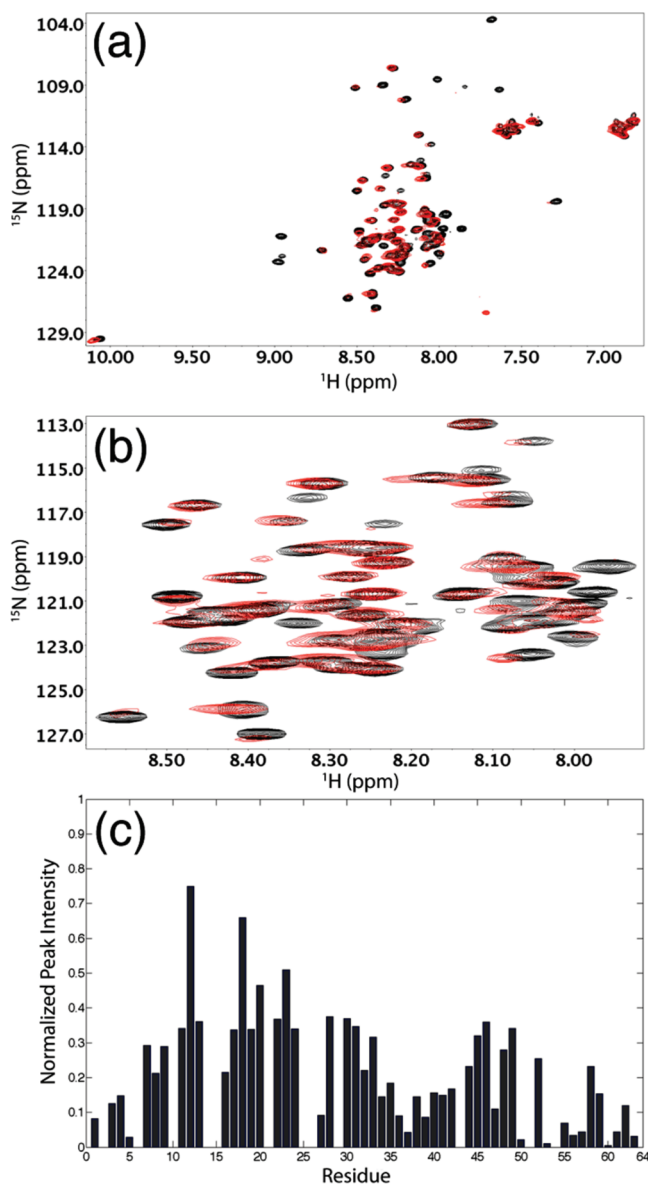 (a)
104.0
109.0
114.0
119.0
124.0
129.0
¹⁵N (ppm)
10.00 9.50 9.00 8.50 8.00 7.50 7.00
¹H (ppm)
(b)
113.0
115.0
117.0
119.0
121.0
123.0
125.0
127.0
¹⁵N (ppm)
8.50 8.40 8.30 8.20 8.10 8.00
¹H (ppm)
(c)
1
0.9
0.8
0.7
0.6
0.5
0.4
0.3
0.2
0.1
0
Normalized Peak Intensity
0 5 10 15 20 25 30 35 40 45 50 55 60 64
Residue